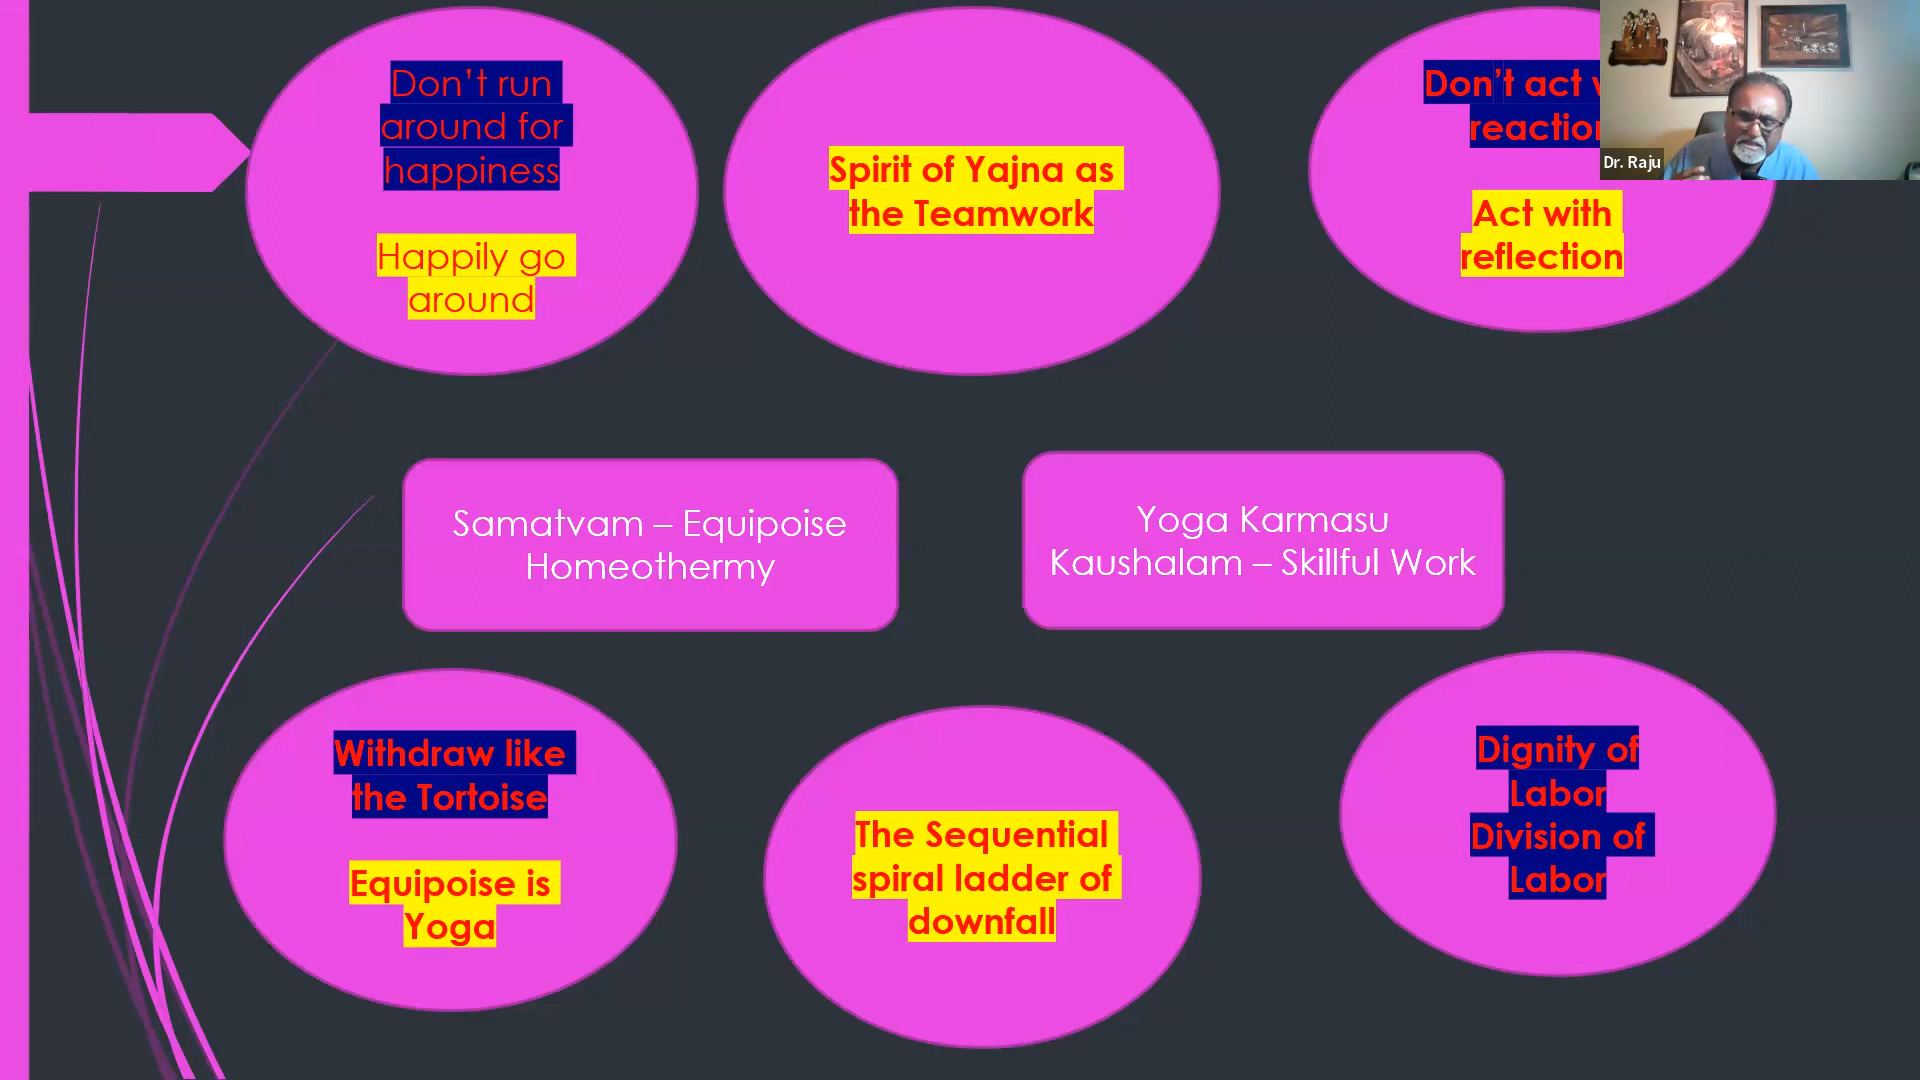 Don't run
around for
happiness
Happily go
around
Spirit of Yajna as
the Teamwork
Don't act
Act with
reflection
Dr. Raju
Samatvam – Equipoise
Homeothermy
Yoga Karmasu
Kaushalam – Skillful Work
Withdraw like
the Tortoise
Equipoise is
Yoga
The Sequential
spiral ladder of
downfall
Dignity of
Labor
Division of
Labor